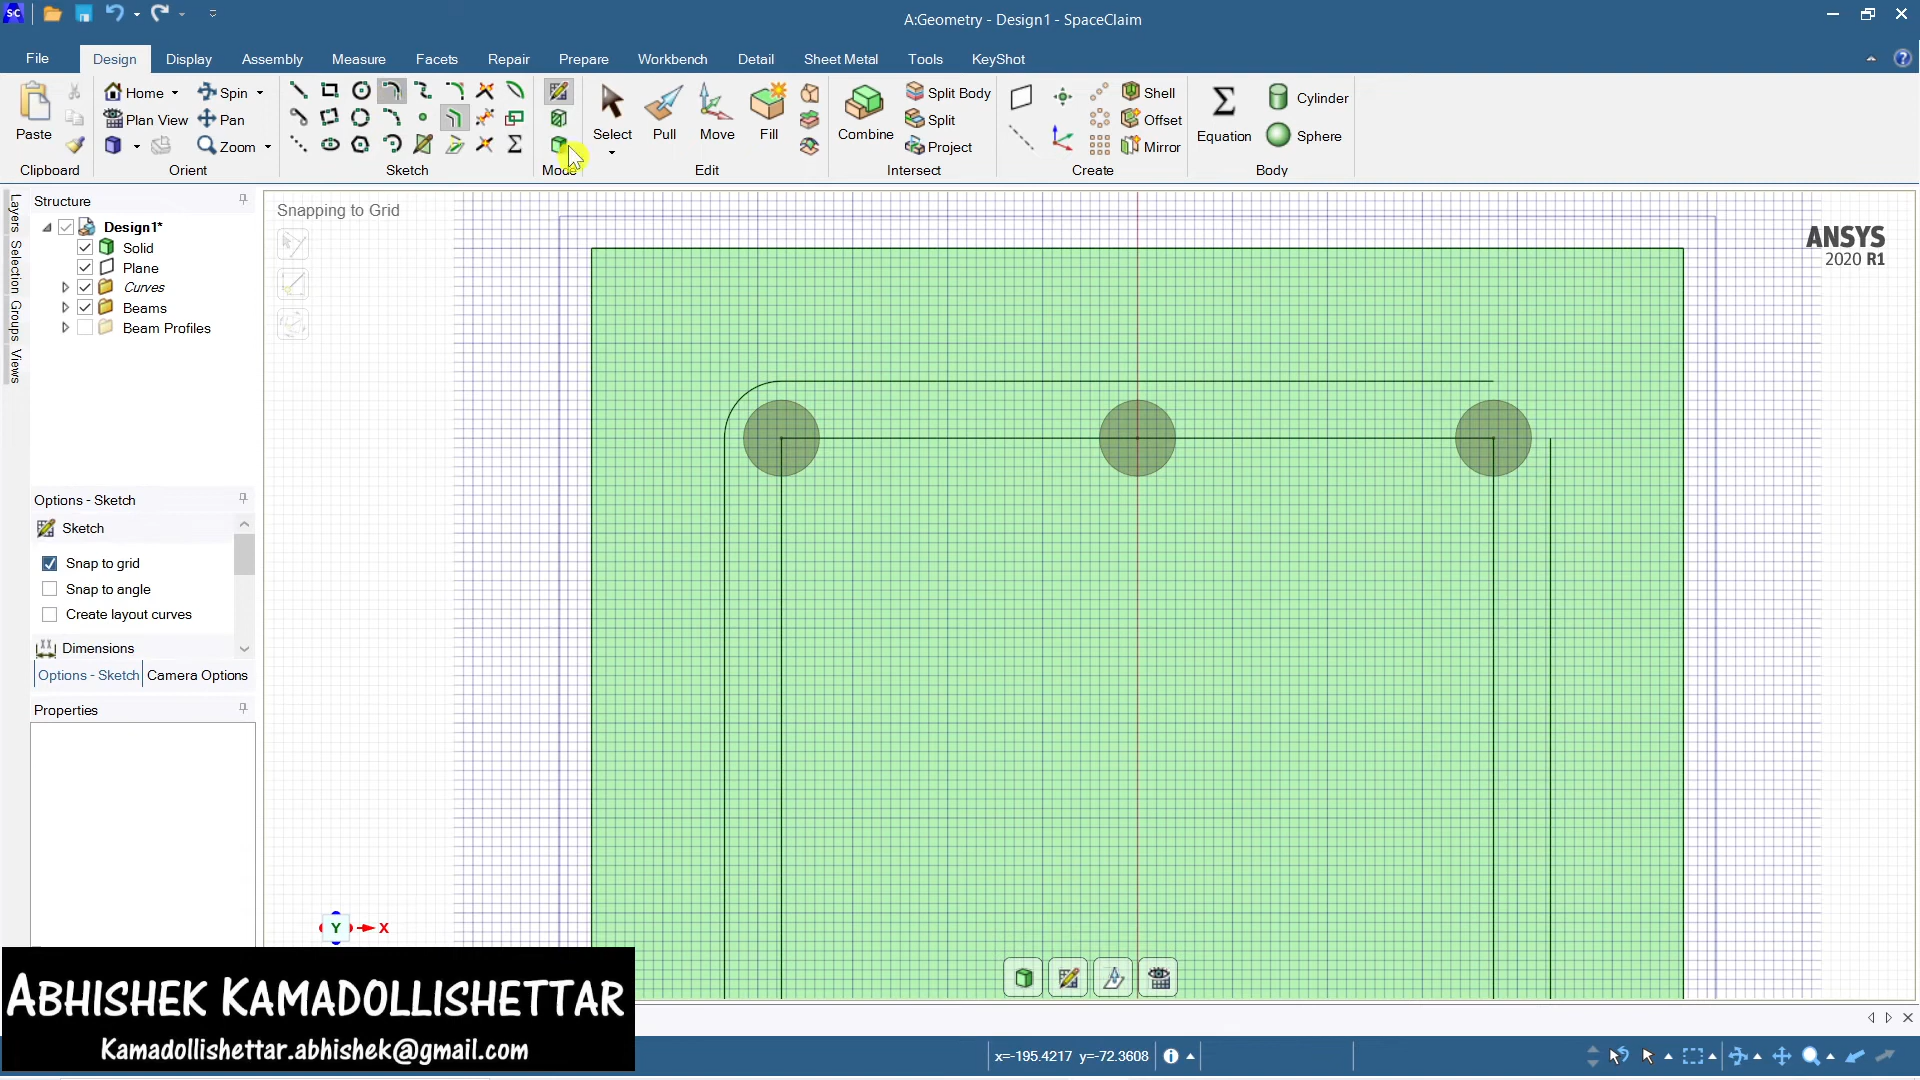 A:Geometry - Design1 - SpaceClaim
File Design Display Assembly Measure Facets Repair Prepare Workbench Detail Sheet Metal Tools KeyShot
Paste
Home Spin
Plan View Pan
Zoom
Select Pull Move Fill
Combine
Split Body
Split
Project
Shell
Offset
Mirror
Equation
Cylinder
Sphere
Clipboard Orient Sketch Mode Edit Intersect Create Body
Layers Selection Groups Views
Structure
Design1*
Solid
Plane
Curves
Beams
Beam Profiles
Options - Sketch
Sketch
Snap to grid
Snap to angle
Create layout curves
Dimensions
Options - Sketch Camera Options
Properties
Snapping to Grid
ANSYS
2020 R1
Y X
ABHISHEK KAMADOLLISHETTAR
Kamadollishettar.abhishek@gmail.com
x=-195.4217 y=-72.3608